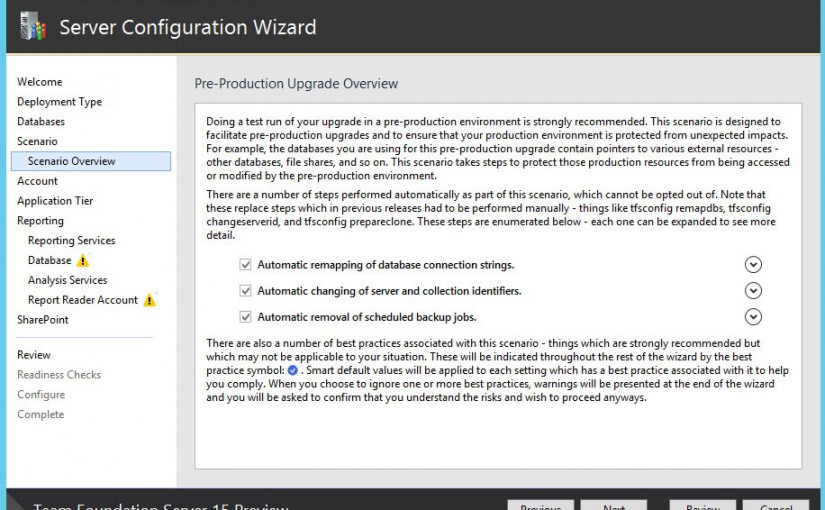 Server Configuration Wizard
Welcome
Deployment Type
Databases
Scenario
Scenario Overview
Account
Application Tier
Reporting
Reporting Services
Database
Analysis Services
Report Reader Account
SharePoint
Review
Readiness Checks
Configure
Complete
Pre-Production Upgrade Overview
Doing a test run of your upgrade in a pre-production environment is strongly recommended. This scenario is designed to
facilitate pre-production upgrades and to ensure that your production environment is protected from unexpected impacts.
For example, the databases you are using for this pre-production upgrade contain pointers to various external resources -
other databases, file shares, and so on. This scenario takes steps to protect those production resources from being accessed
or modified by the pre-production environment.
There are a number of steps performed automatically as part of this scenario, which cannot be opted out of. Note that
these replace steps which in previous releases had to be performed manually - things like tfsconfig remapdbs, tfsconfig
changeserverid, and tfsconfig prepareclone. These steps are enumerated below - each one can be expanded to see more
detail.
Automatic remapping of database connection strings.
Automatic changing of server and collection identifiers.
Automatic removal of scheduled backup jobs.
There are also a number of best practices associated with this scenario - things which are strongly recommended but
which may not be applicable to your situation. These will be indicated throughout the rest of the wizard by the best
practice symbol: . Smart default values will be applied to each setting which has a best practice associated with it to help
you comply. When you choose to ignore one or more best practices, warnings will be presented at the end of the wizard
and you will be asked to confirm that you understand the risks and wish to proceed anyways.
Team Foundation Server 15 Preview
Previous
Next
Review
Cancel